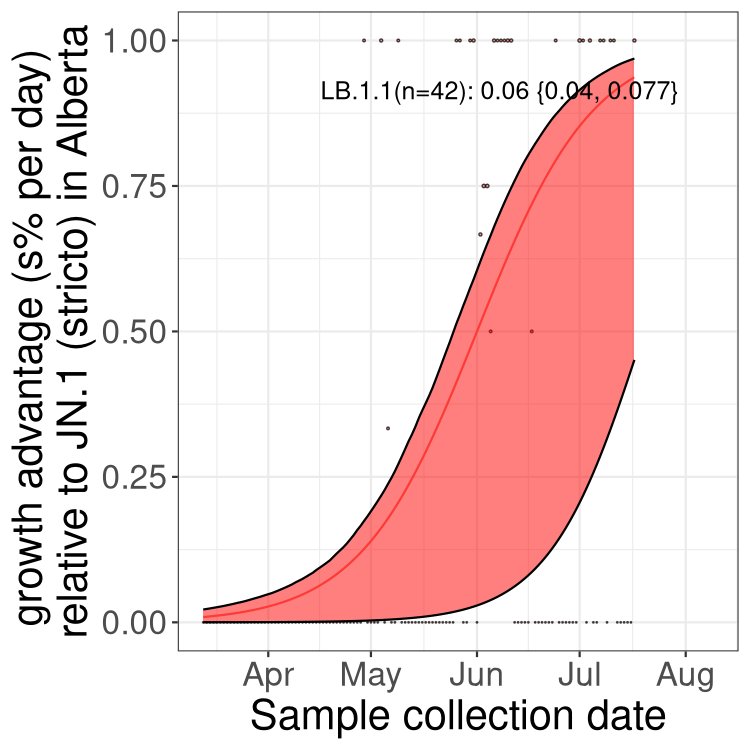 growth advantage (s% per day)
relative to JN.1 (stricto) in Alberta
1.00
0.75
0.50
0.25
0.00
LB.1.1(n=42): 0.06 {0.04, 0.077}
Apr May Jun Jul Aug
Sample collection date